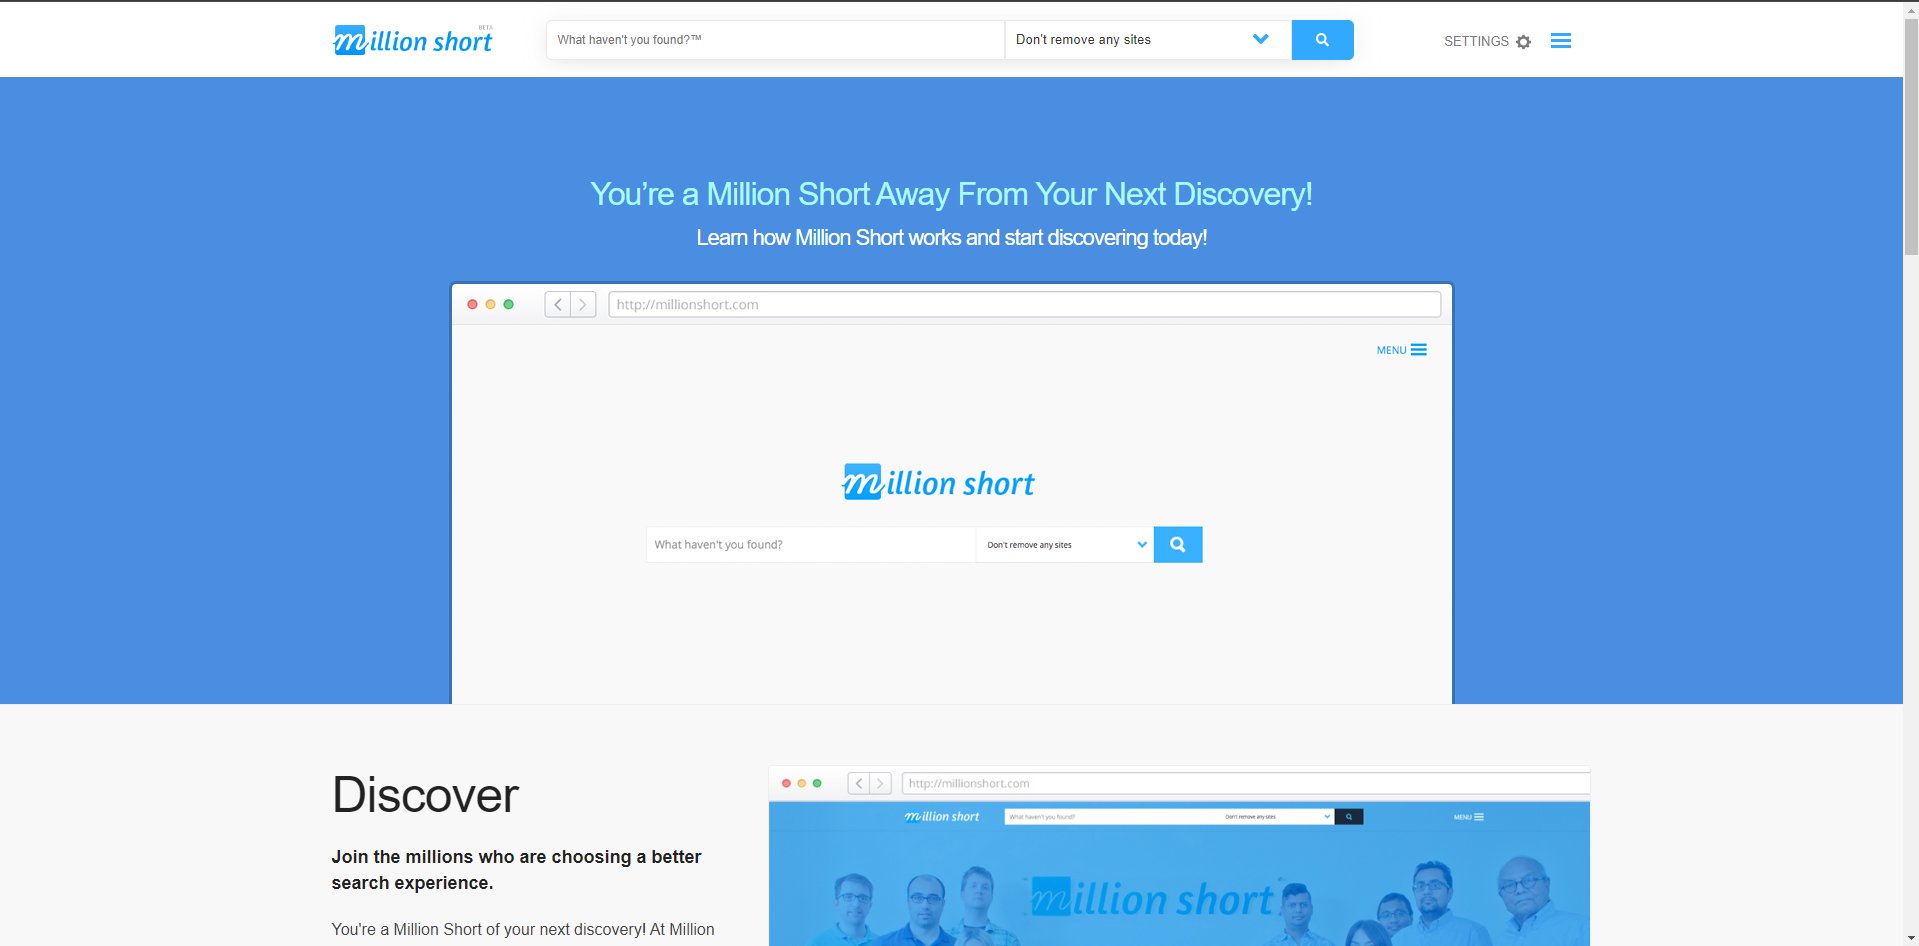 million short
BETA
What haven't you found?™
Don't remove any sites
SETTINGS
You’re a Million Short Away From Your Next Discovery!
Learn how Million Short works and start discovering today!
http://millionshort.com
MENU
million short
What haven't you found?
Don't remove any sites
Discover
Join the millions who are choosing a better
search experience.
You're a Million Short of your next discovery! At Million
http://millionshort.com
million short
What haven't you found?
Don't remove any sites
MENU
million short